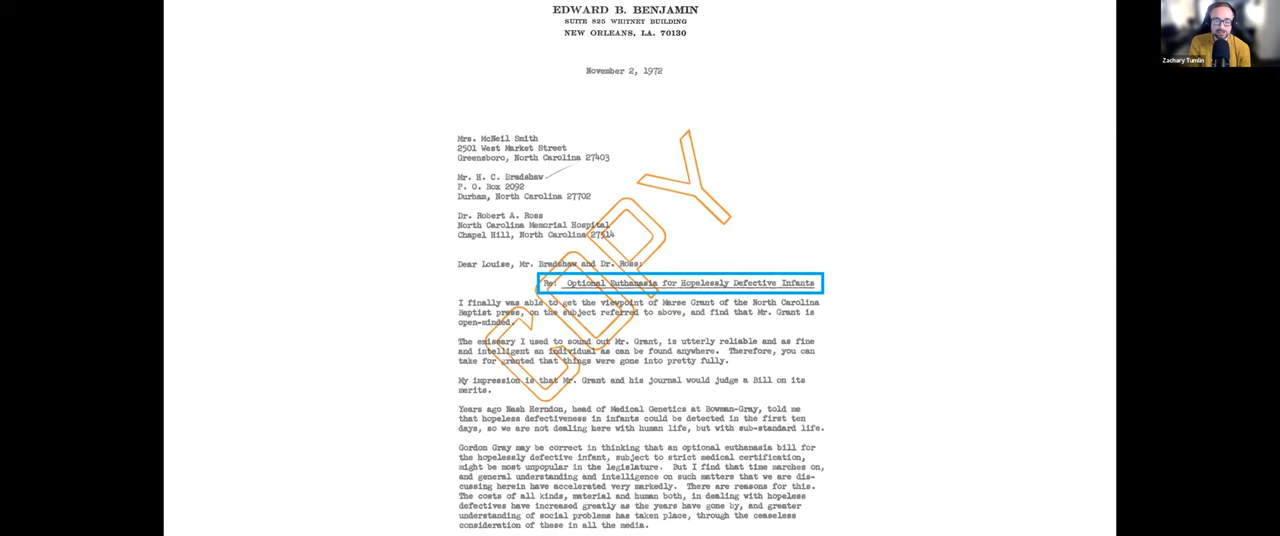 EDWARD B. BENJAMIN
SUITE 825 WHITNEY BUILDING
NEW ORLEANS, LA. 70130
Zachary Tumlin
November 2, 1972
Mrs. McNeil Smith
2501 West Market Street
Greensboro, North Carolina 27403
Mr. H. C. Bradshaw
P. O. Box 2092
Durham, North Carolina 27702
Dr. Robert A. Ross
North Carolina Memorial Hospital
Chapel Hill, North Carolina 27514
COPY
Dear Louise, Mr. Bradshaw and Dr. Ross:
Re: Optional Euthanasia for Hopelessly Defective Infants
I finally was able to get the viewpoint of Marse Grant of the North Carolina
Baptist press, on the subject referred to above, and find that Mr. Grant is
open-minded.
The emissary I used to sound out Mr. Grant, is utterly reliable and as fine
and intelligent an individual as can be found anywhere. Therefore, you can
take for granted that things were gone into pretty fully.
My impression is that Mr. Grant and his journal would judge a Bill on its
merits.
Years ago Nash Herndon, head of Medical Genetics at Bowman-Gray, told me
that hopeless defectiveness in infants could be detected in the first ten
days, so we are not dealing here with human life, but with sub-standard life.
Gordon Gray may be correct in thinking that an optional euthanasia bill for
the hopelessly defective infant, subject to strict medical certification,
might be most unpopular in the legislature. But I find that time marches on,
and general understanding and intelligence on such matters that we are dis-
cussing herein have accelerated very markedly. There are reasons for this.
The costs of all kinds, material and human both, in dealing with hopeless
defectives have increased greatly as the years have gone by, and greater
understanding of social problems has taken place, through the ceaseless
consideration of these in all the media.